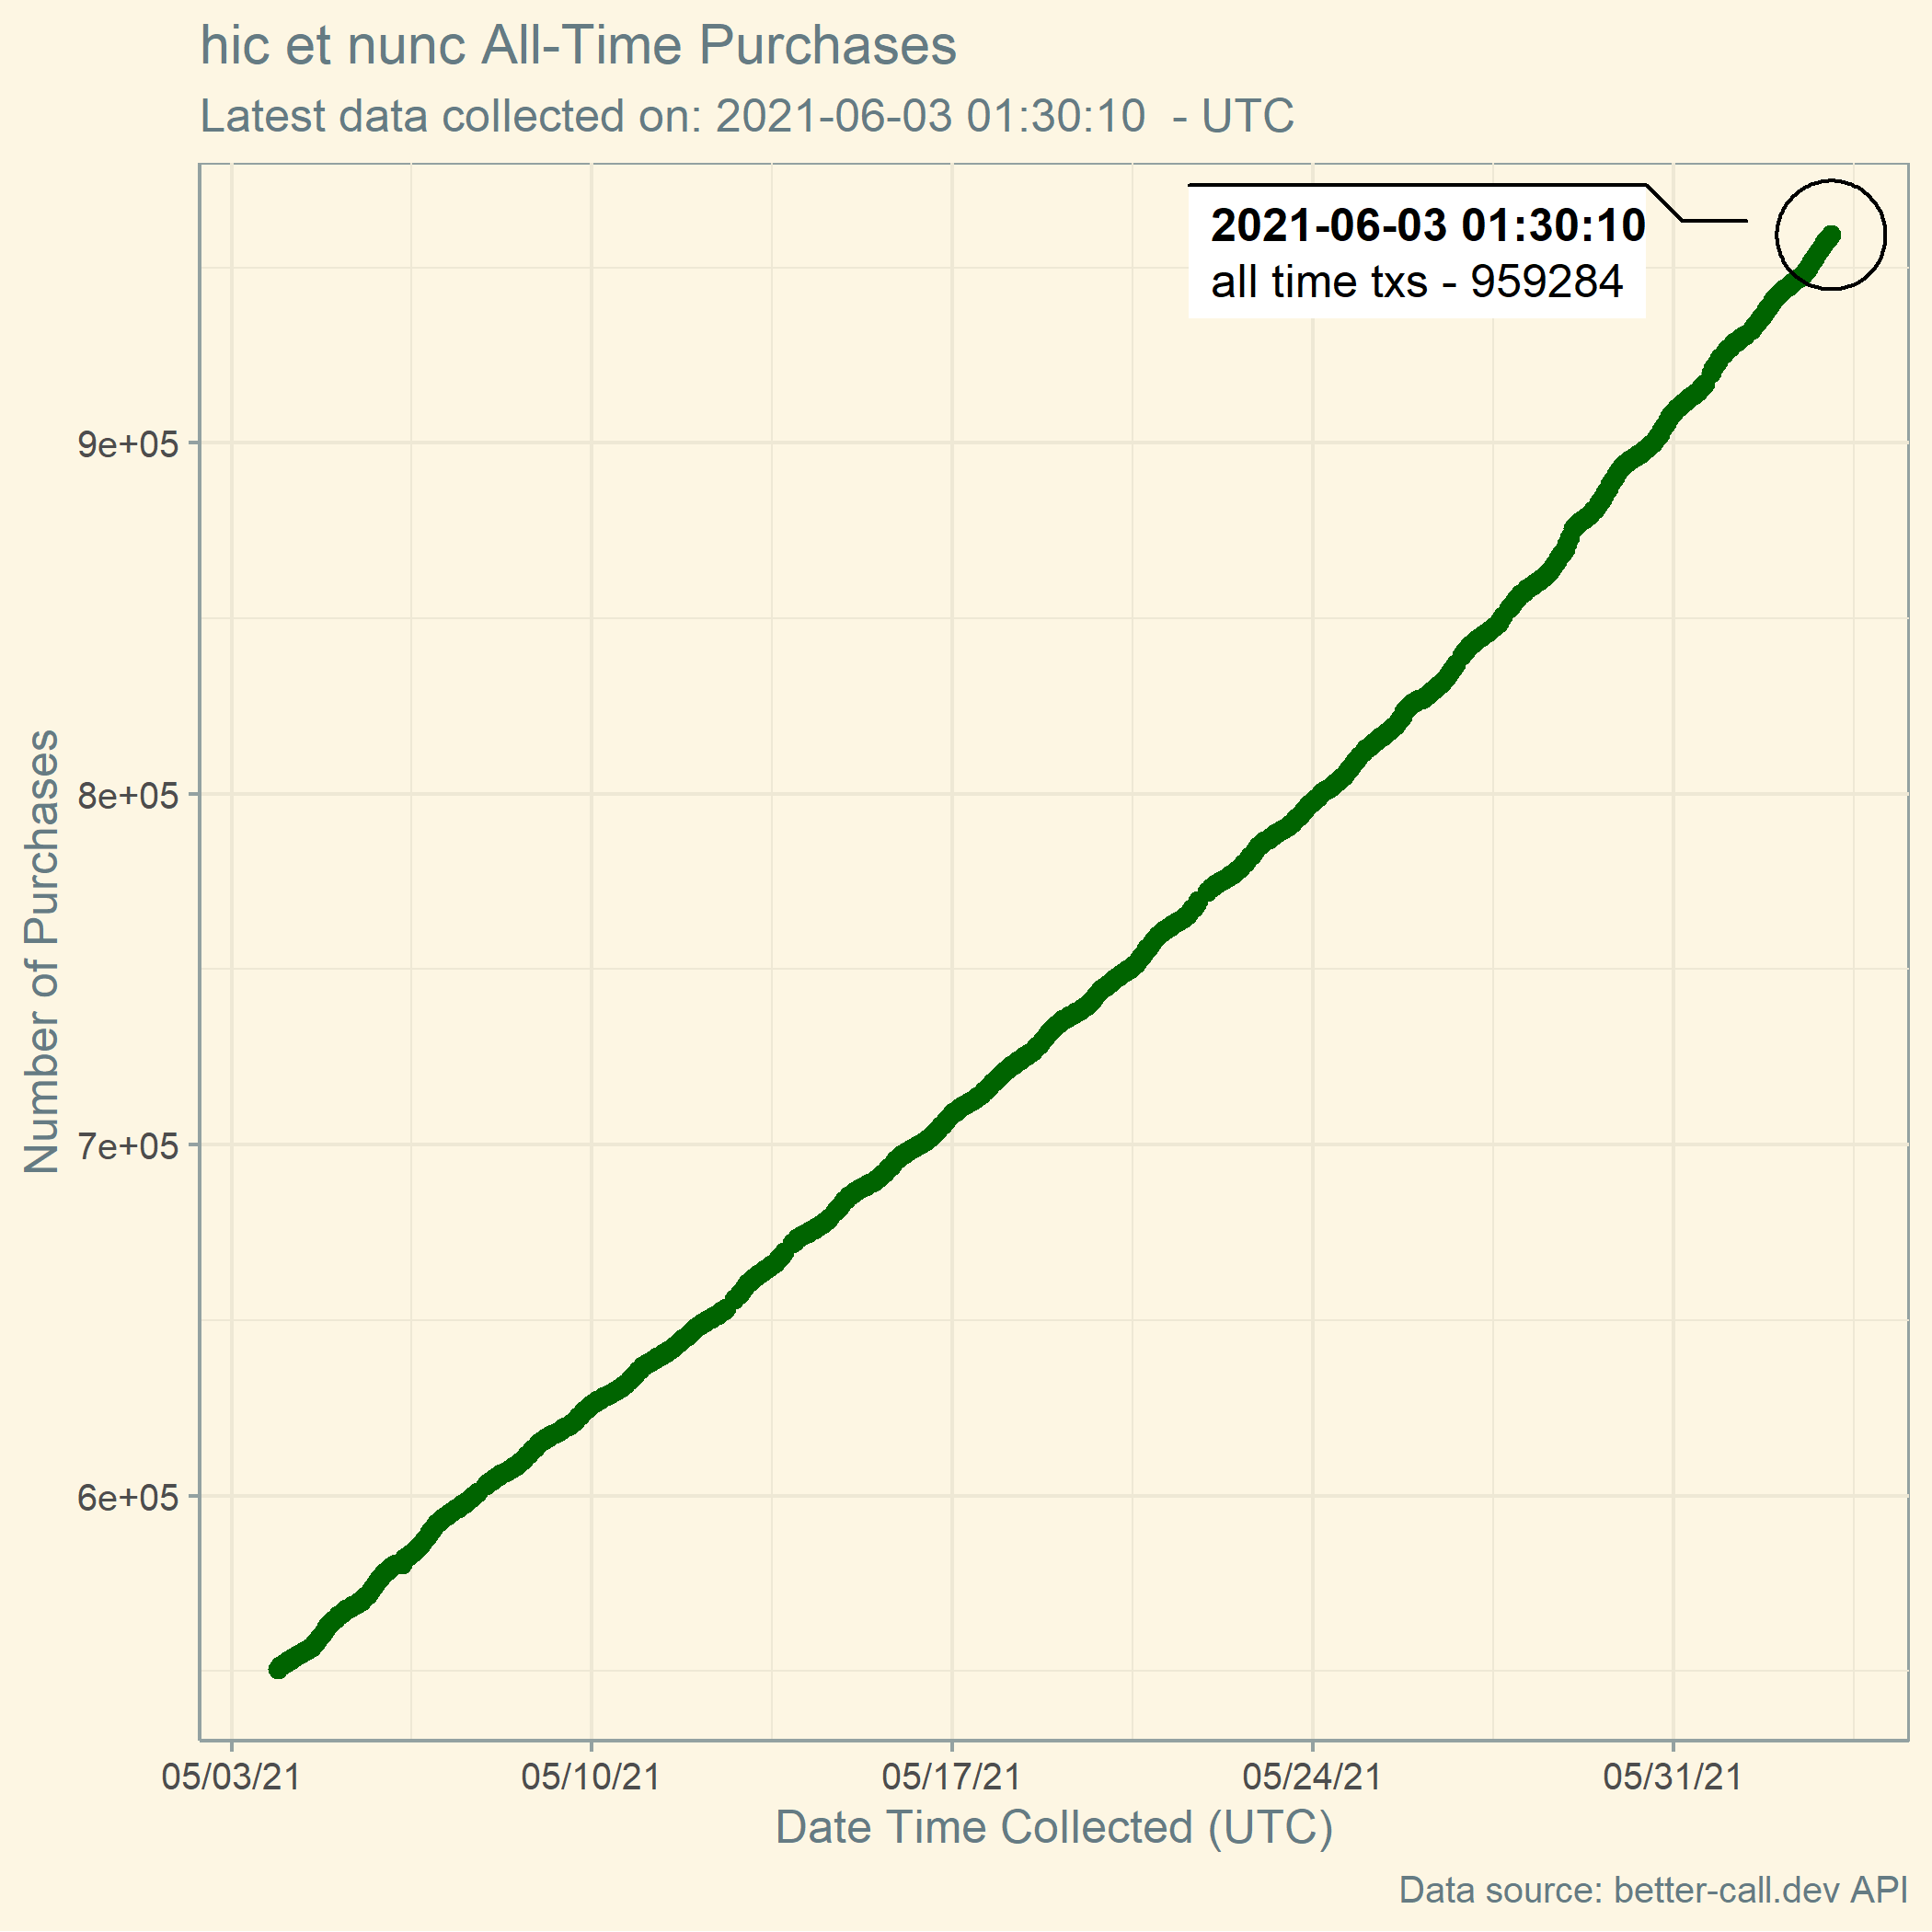 hic et nunc All-Time Purchases
Latest data collected on: 2021-06-03 01:30:10  - UTC
2021-06-03 01:30:10
all time txs - 959284
Number of Purchases
9e+05
8e+05
7e+05
6e+05
05/03/21
05/10/21
05/17/21
05/24/21
05/31/21
Date Time Collected (UTC)
Data source: better-call.dev API